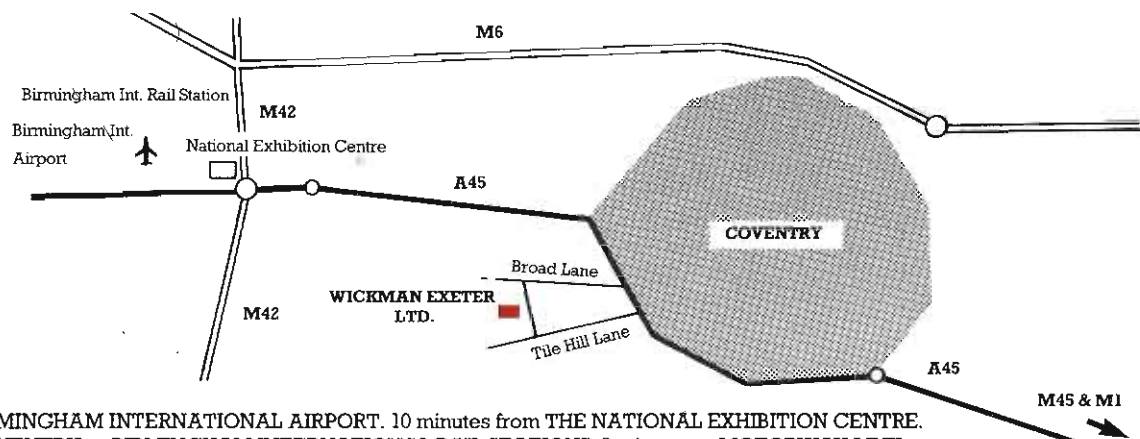 M6
Birmingham Int. Rail Station
M42
Birmingham Int.
Airport
National Exhibition Centre
A45
COVENTRY
Broad Lane
WICKMAN EXETER
LTD.
M42
Tile Hill Lane
A45
M45 & M1
MINGHAM INTERNATIONAL AIRPORT. 10 minutes from THE NATIONAL EXHIBITION CENTRE.